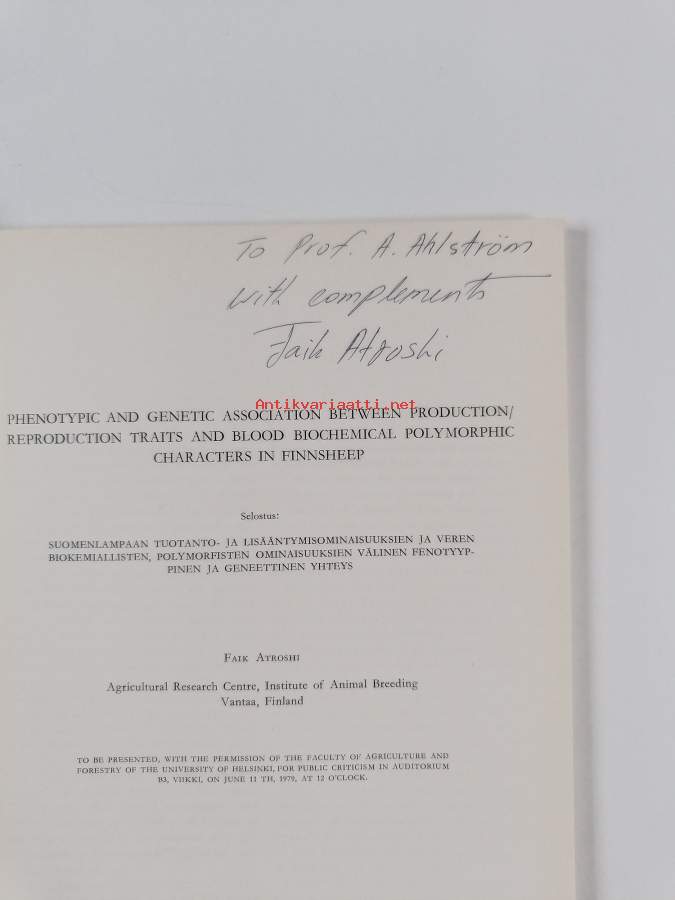 To Prof. A. Ahlström
with complements
Faik Atroshi
Antikvariaatti.net
PHENOTYPIC AND GENETIC ASSOCIATION BETWEEN PRODUCTION/
REPRODUCTION TRAITS AND BLOOD BIOCHEMICAL POLYMORPHIC
CHARACTERS IN FINNSHEEP
Selostus:
SUOMENLAMPAAN TUOTANTO- JA LISÄÄNTYMISOMINAISUUKSIEN JA VEREN
BIOKEMIALLISTEN, POLYMORFISTEN OMINAISUUKSIEN VÄLINEN FENOTYYP-
PINEN JA GENEETTINEN YHTEYS
FAIK ATROSHI
Agricultural Research Centre, Institute of Animal Breeding
Vantaa, Finland
TO BE PRESENTED, WITH THE PERMISSION OF THE FACULTY OF AGRICULTURE AND
FORESTRY OF THE UNIVERSITY OF HELSINKI, FOR PUBLIC CRITICISM IN AUDITORIUM
B3, VIIKKI, ON JUNE 11 TH, 1979, AT 12 O'CLOCK.